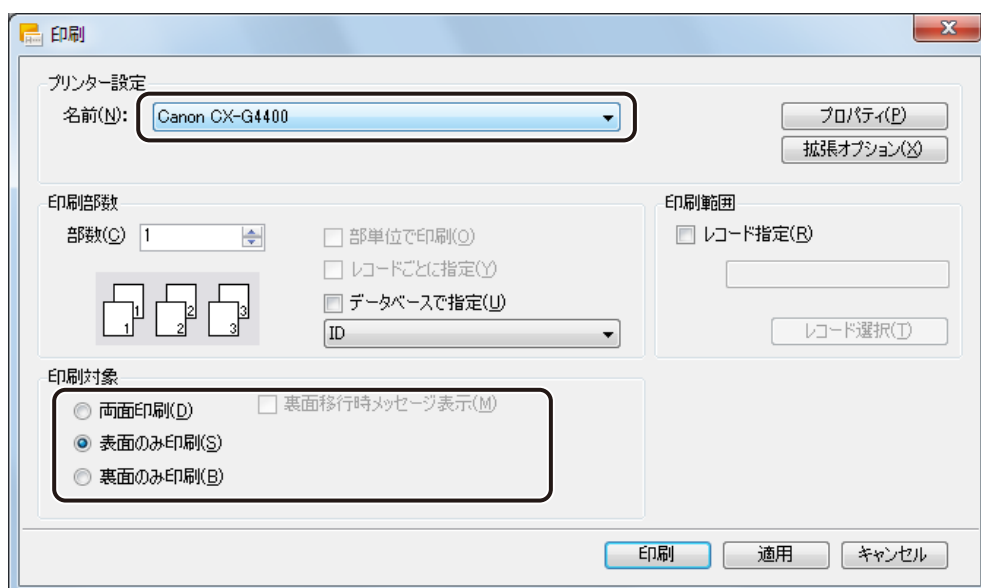 印刷
プリンター設定
名前(N): Canon CX-G4400
プロパティ(P)
拡張オプション(X)
印刷部数
部数(C) 1
部単位で印刷(O)
レコードごとに指定(Y)
データベースで指定(U)
ID
1 1 2 2 3 3
印刷範囲
レコード指定(R)
レコード選択(T)
印刷対象
両面印刷(D)
裏面移行時メッセージ表示(M)
表面のみ印刷(S)
裏面のみ印刷(B)
印刷 適用 キャンセル